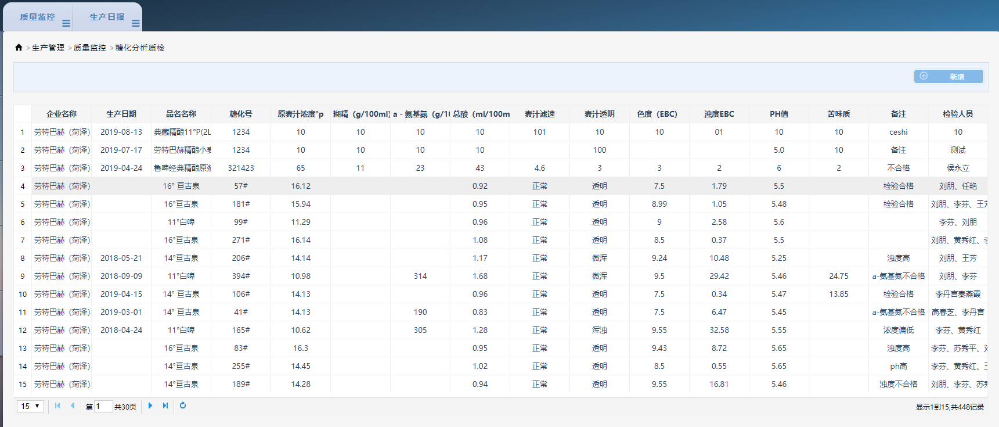 质量监控 生产日报
>生产管理 >质量监控 >糖化分析质检
新增
企业名称 生产日期 品名名称 糖化号 原麦汁浓度°p 糊精（g/100ml) a - 氨基氮（g/10 总酸（ml/100m 麦汁滤速 麦汁透明 色度（EBC) 浊度EBC PH值 苦味质 备注 检验人员
1 劳特巴赫（菏泽） 2019-08-13 典藏精酿11°P(2L 1234 10 10 10 10 101 10 10 01 10 10 ceshi 10
2 劳特巴赫（菏泽） 2019-07-17 劳特巴赫精酿小麦 1234 10 10 10 10 100 5.0 10 备注 测试
3 劳特巴赫（菏泽） 2019-04-24 鲁啤经典精酿原浆 321423 65 11 23 43 4.6 3 3 2 6 2 不合格 侯永立
4 劳特巴赫（菏泽） 16° 亘古泉 57# 16.12 0.92 正常 透明 7.5 1.79 5.5 检验合格 刘朋、任艳
5 劳特巴赫（菏泽） 16°亘古泉 181# 15.94 0.95 正常 透明 8.99 1.05 5.48 检验合格 刘朋、李芬、王芳
6 劳特巴赫（菏泽） 11°白啤 99# 11.29 0.96 正常 透明 9 2.58 5.6 李芬、刘朋
7 劳特巴赫（菏泽） 16°亘古泉 271# 16.14 1.08 正常 透明 8.5 0.37 5.5 刘朋、黄秀红、李
8 劳特巴赫（菏泽） 2018-05-21 14°亘古泉 206# 14.14 1.17 正常 微浑 9.24 10.48 5.25 浊度高 刘朋、王芳
9 劳特巴赫（菏泽） 2018-09-09 11°白啤 394# 10.98 314 1.68 正常 微浑 9.5 29.42 5.46 24.75 a-氨基氮不合格 刘朋、李芬
10 劳特巴赫（菏泽） 2019-04-15 14° 亘古泉 106# 14.13 0.96 正常 透明 7.5 0.34 5.47 13.85 检验合格 李丹言秦燕霞
11 劳特巴赫（菏泽） 2019-03-01 14° 亘古泉 41# 14.13 190 0.83 正常 透明 7.5 6.47 5.45 a-氨基氮不合格 高春芝、李丹言
12 劳特巴赫（菏泽） 2018-04-24 11°白啤 165# 10.62 305 1.28 正常 浑浊 9.55 32.58 5.55 浓度偏低 李芬、黄秀红
13 劳特巴赫（菏泽） 16°亘古泉 83# 16.3 0.95 正常 透明 9.43 8.72 5.65 浊度高 李芬、苏秀平、刘
14 劳特巴赫（菏泽） 14°亘古泉 255# 14.45 1.02 正常 透明 8.5 0.55 5.65 ph高 李芬、黄秀红、王
15 劳特巴赫（菏泽） 14°亘古泉 189# 14.28 0.94 正常 透明 9.55 16.81 5.46 浊度不合格 刘朋、李芬、苏秀
15 第 1 共30页 显示1到15,共448记录